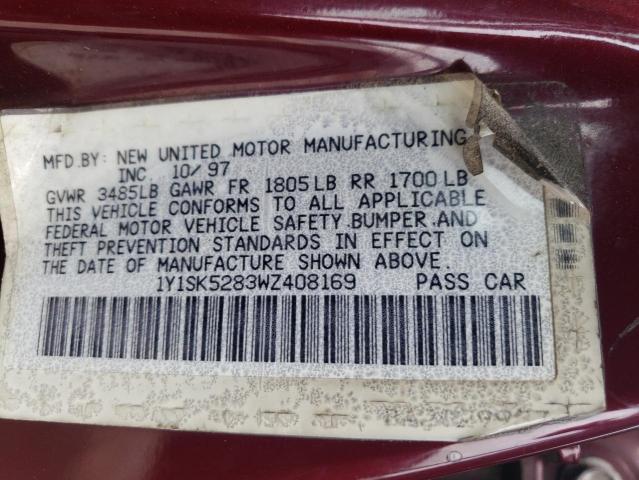 MFD.BY: NEW UNITED MOTOR MANUFACTURING
INC. 10/97
GVWR 3485LB GAWR FR 1805LB RR 1700LB
THIS VEHICLE CONFORMS TO ALL APPLICABLE
FEDERAL MOTOR VEHICLE SAFETY,BUMPER,AND
THEFT PREVENTION STANDARDS IN EFFECT ON
THE DATE OF MANUFACTURE SHOWN ABOVE.
1Y1SK5283WZ408169 PASS CAR